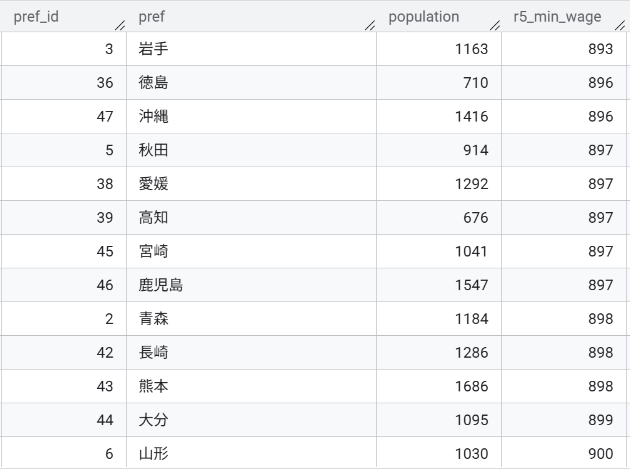 pref_id pref population r5_min_wage
3 岩手 1163 893
36 徳島 710 896
47 沖縄 1416 896
5 秋田 914 897
38 愛媛 1292 897
39 高知 676 897
45 宮崎 1041 897
46 鹿児島 1547 897
2 青森 1184 898
42 長崎 1286 898
43 熊本 1686 898
44 大分 1095 899
6 山形 1030 900